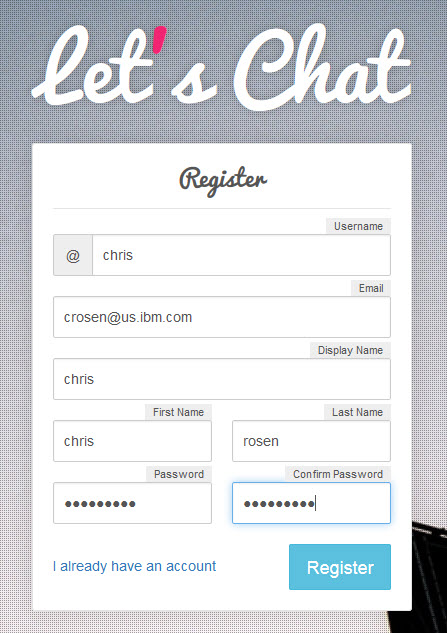 Let's Chat
Register
Username
@ chris
Email
crosen@us.ibm.com
Display Name
chris
First Name Last Name
chris rosen
Password Confirm Password
●●●●●●●●● ●●●●●●●●●
I already have an account Register